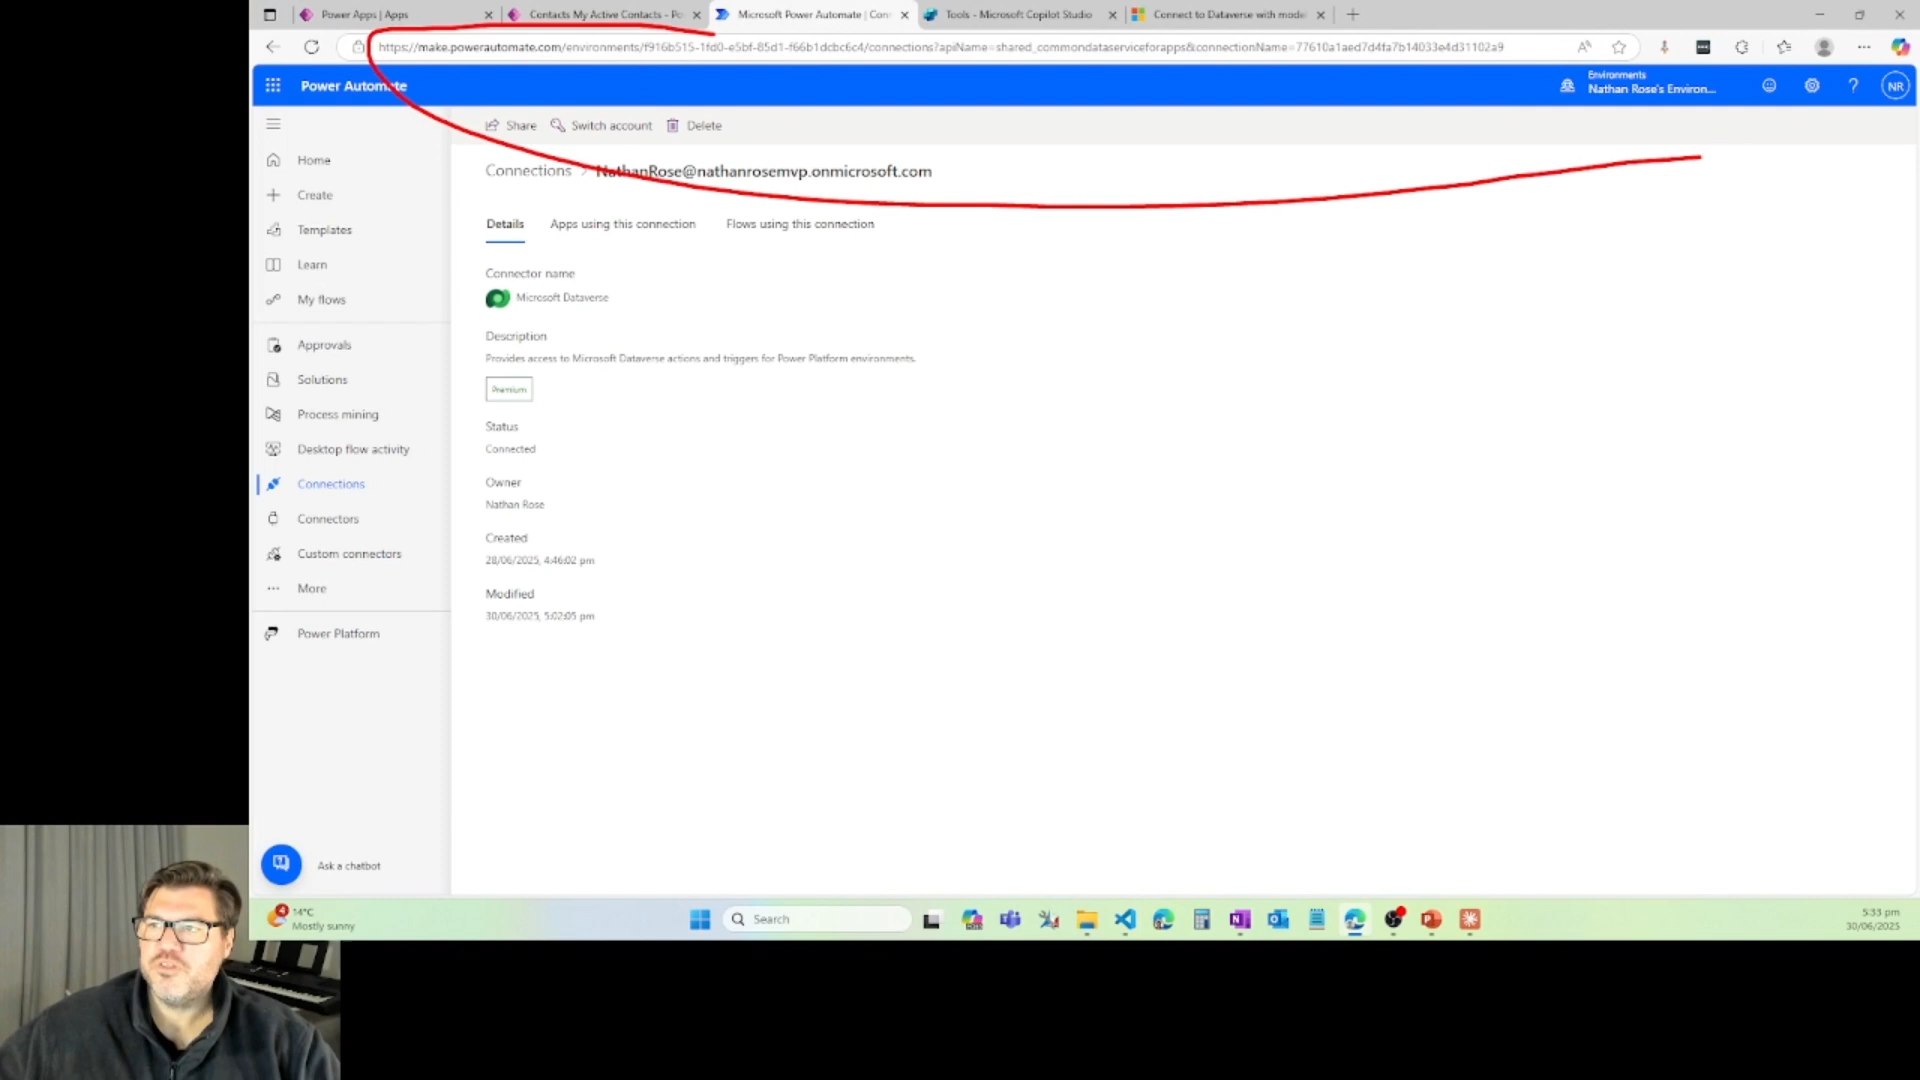 Power Apps | Apps
Contacts My Active Contacts - Po
Microsoft Power Automate | Con
Tools - Microsoft Copilot Studio
Connect to Dataverse with mode
https://make.powerautomate.com/environments/f916b515-1fd0-e5bf-85d1-f66b1dcbc6c4/connections?apiName=shared_commondataserviceforapps&connectionName=77610a1aed7d4fa7b14033e4d31102a9
Power Automate
Environments
Nathan Rose's Environ...
NR
Share
Switch account
Delete
Connections > NathanRose@nathanrosemvp.onmicrosoft.com
Home
Create
Templates
Learn
My flows
Approvals
Solutions
Process mining
Desktop flow activity
Connections
Connectors
Custom connectors
More
Power Platform
Ask a chatbot
Details
Apps using this connection
Flows using this connection
Connector name
Microsoft Dataverse
Description
Provides access to Microsoft Dataverse actions and triggers for Power Platform environments.
Premium
Status
Connected
Owner
Nathan Rose
Created
28/06/2025, 4:46:02 pm
Modified
30/06/2025, 5:02:05 pm
4
14°C
Mostly sunny
Search
5:33 pm
30/06/2025